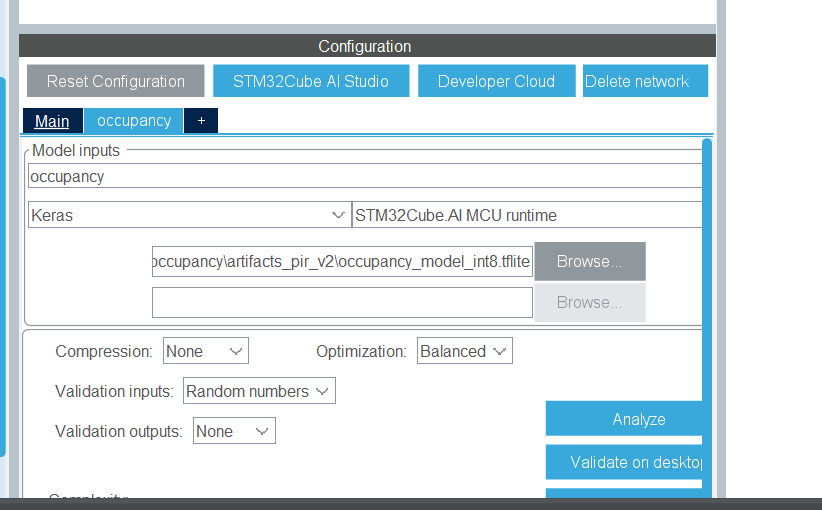 Configuration
Reset Configuration STM32Cube AI Studio Developer Cloud Delete network
Main occupancy +
Model inputs
occupancy
Keras STM32Cube.AI MCU runtime
occupancy\artifacts_pir_v2\occupancy_model_int8.tflite Browse...
Browse...
Compression: None Optimization: Balanced
Validation inputs: Random numbers
Analyze
Validation outputs: None
Validate on desktop
Complexity: